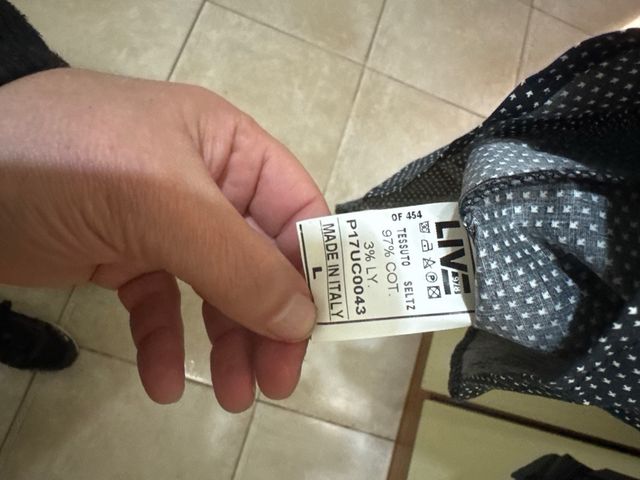 LIVE
OF 454
TESSUTO SELTZ
97% COT.
3% LY.
P17UC0043
MADE IN ITALY
L